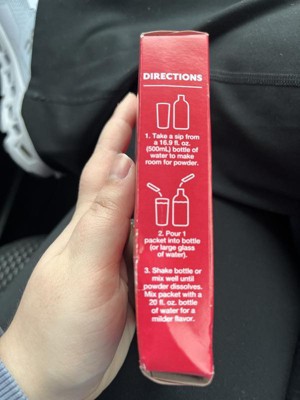 DIRECTIONS
1. Take a sip from
a 16.9 fl. oz.
(500mL) bottle of
water to make
room for powder.
2. Pour 1
packet into bottle
(or large glass
of water).
3. Shake bottle or
mix well until
powder dissolves.
Mix packet with a
20 fl. oz. bottle
of water for a
milder flavor.